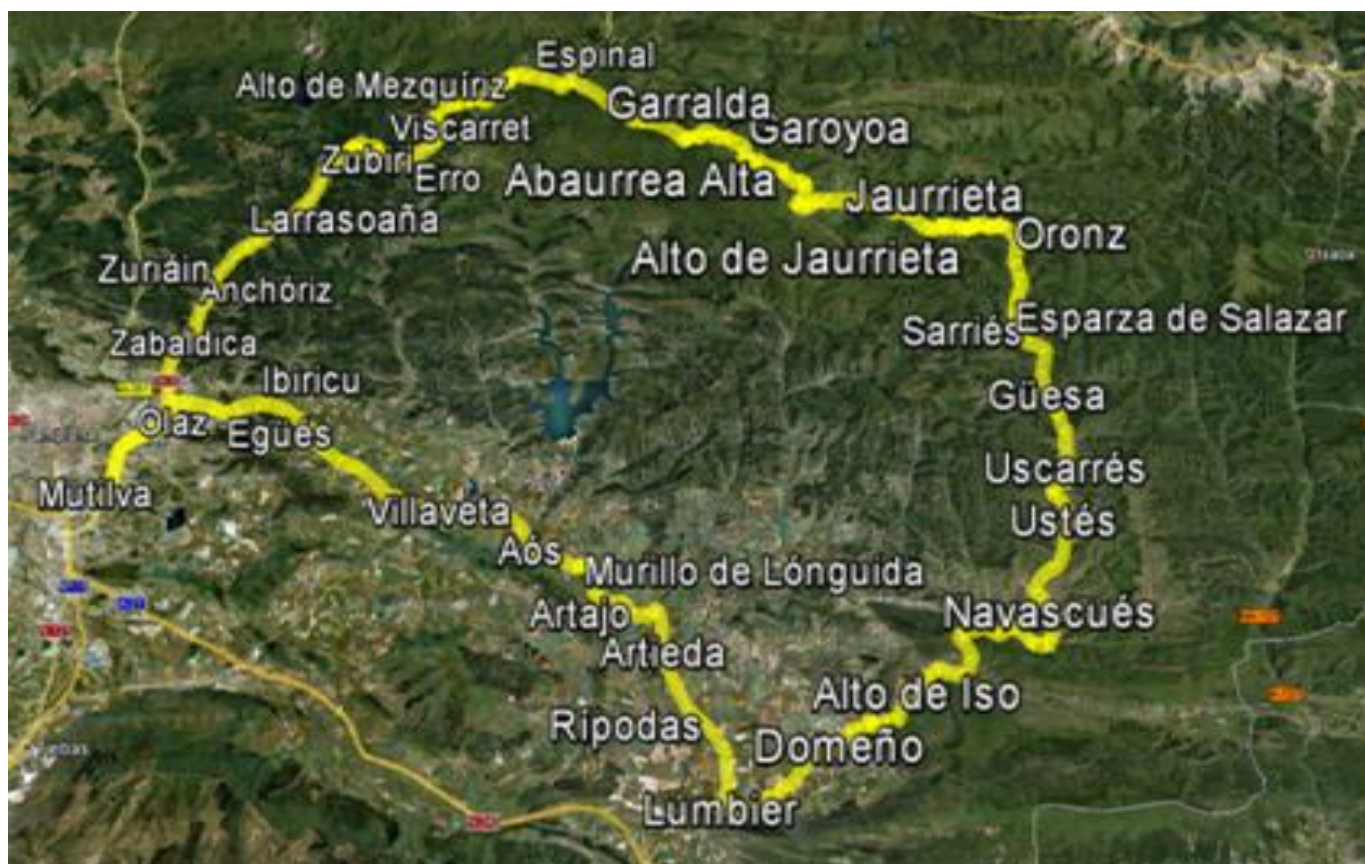 Espinal
Alto de Mezquíriz
Garralda
Garoyoa
Viscarret
Zubiri
Erro
Abaurrea Alta
Jaurrieta
Larrasoaña
Oronz
Alto de Jaurrieta
Zuriáin
Anchóriz
Esparza de Salazar
Sarriés
Zabaldica
Ibiricu
Güesa
Olaz
Egües
Uscarrés
Mutilva
Villaveta
Ustés
Aós
Murillo de Lónguida
Artajo
Navascués
Artieda
Alto de Iso
Ripodas
Domeño
Lumbier